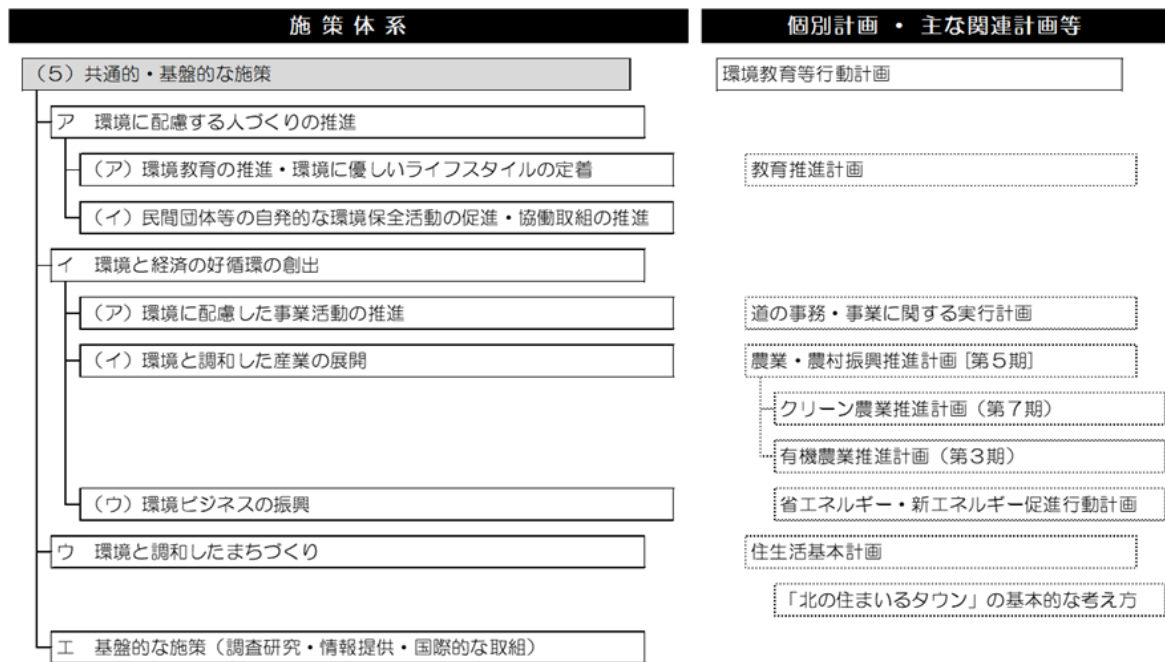 施策体系
個別計画 ・ 主な関連計画等
（5）共通的・基盤的な施策
環境教育等行動計画
ア 環境に配慮する人づくりの推進
（ア）環境教育の推進・環境に優しいライフスタイルの定着
教育推進計画
（イ）民間団体等の自発的な環境保全活動の促進・協働取組の推進
イ 環境と経済の好循環の創出
（ア）環境に配慮した事業活動の推進
道の事務・事業に関する実行計画
（イ）環境と調和した産業の展開
農業・農村振興推進計画［第５期］
クリーン農業推進計画（第７期）
有機農業推進計画（第３期）
（ウ）環境ビジネスの振興
省エネルギー・新エネルギー促進行動計画
ウ 環境と調和したまちづくり
住生活基本計画
「北の住まいるタウン」の基本的な考え方
エ 基盤的な施策（調査研究・情報提供・国際的な取組）